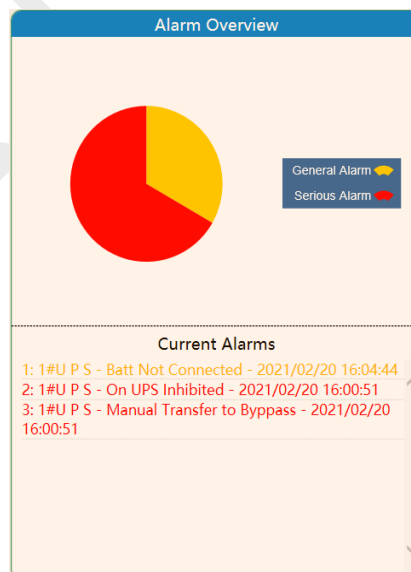 Alarm Overview
General Alarm
Serious Alarm
Current Alarms
1: 1#U P S - Batt Not Connected - 2021/02/20 16:04:44
2: 1#U P S - On UPS Inhibited - 2021/02/20 16:00:51
3: 1#U P S - Manual Transfer to Byppass - 2021/02/20
16:00:51